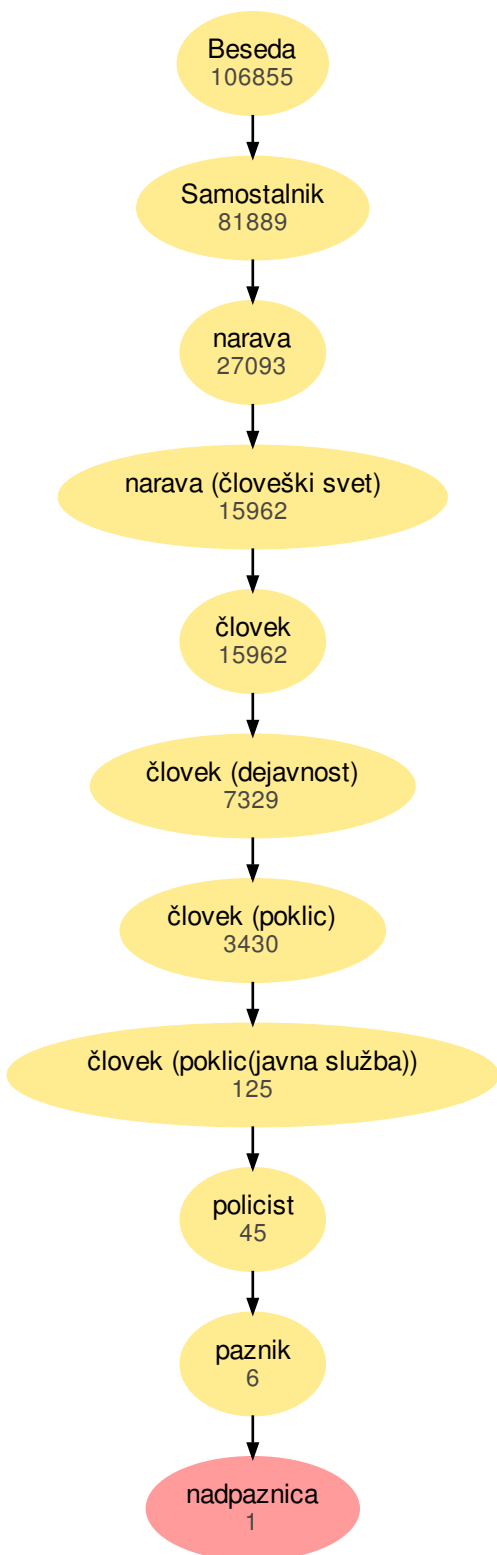 Beseda
106855
Samostalnik
81889
narava
27093
narava (človeški svet)
15962
človek
15962
človek (dejavnost)
7329
človek (poklic)
3430
človek (poklic(javna služba))
125
policist
45
paznik
6
nadpaznica
1